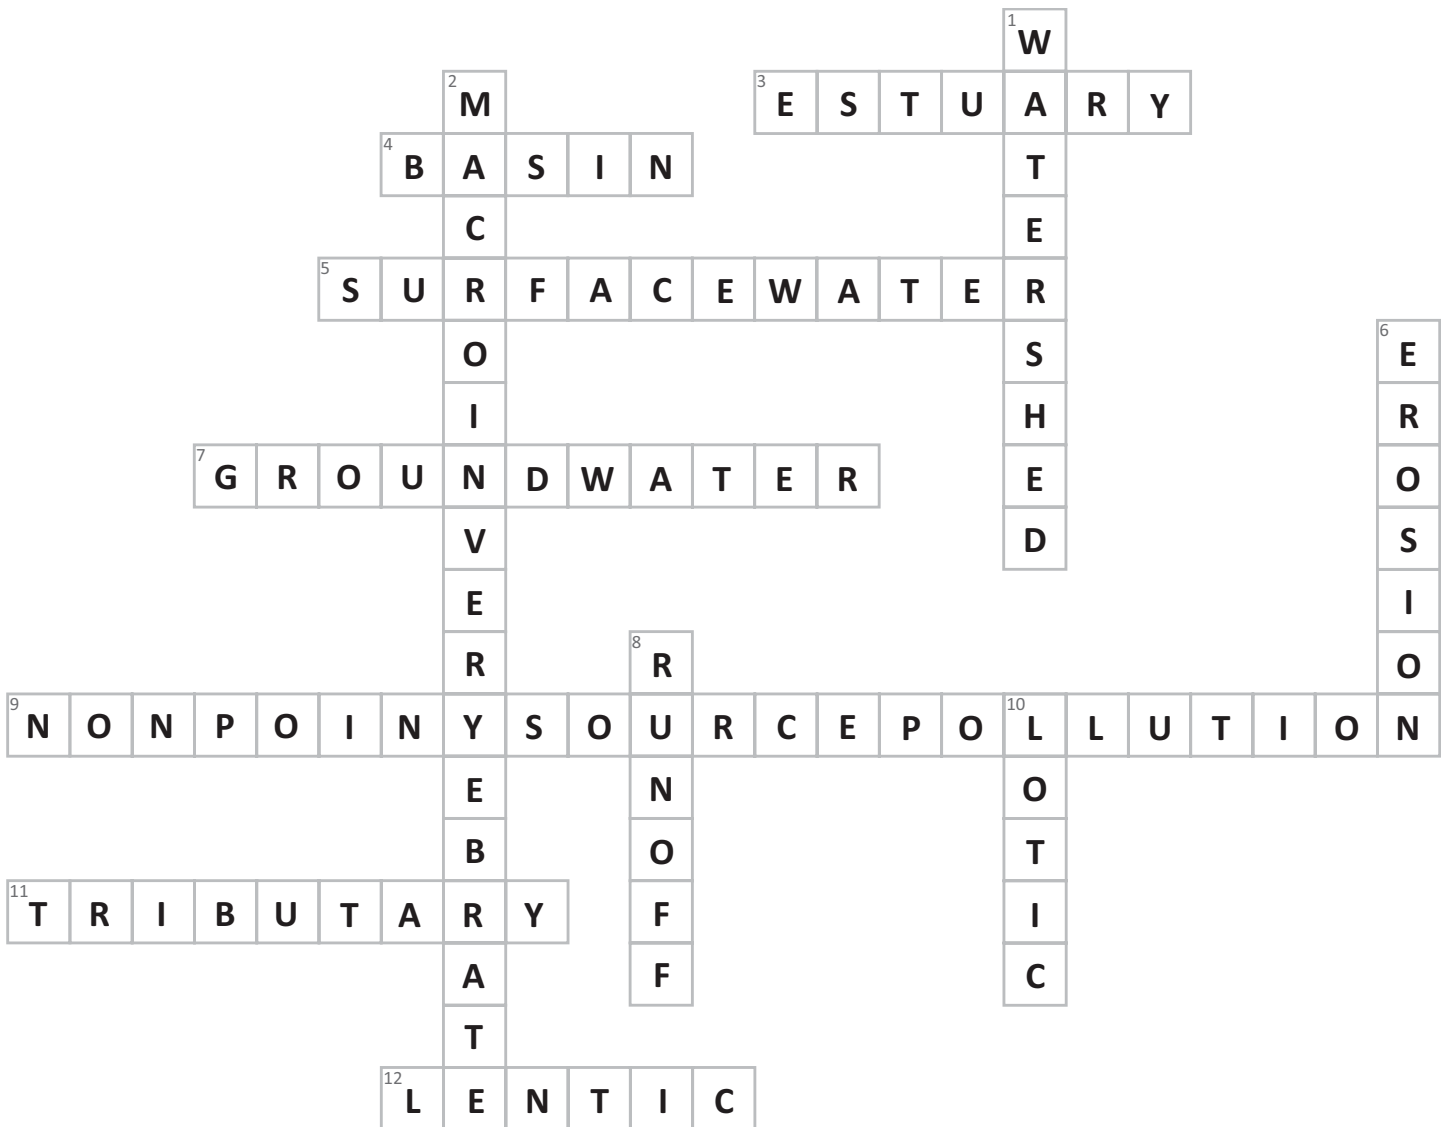 1
W
2 M 3 E S T U A R Y
4 B A S I N T
C E
5 S U R F A C E W A T E R
O S 6 E
I H R
7 G R O U N D W A T E R E O
V D S
E I
R 8 R O
9 N O N P O I N Y S O U R C E P O 10 L L U T I O N
E N O
B O T
11 T R I B U T A R Y F I
A F C
T
12 L E N T I C